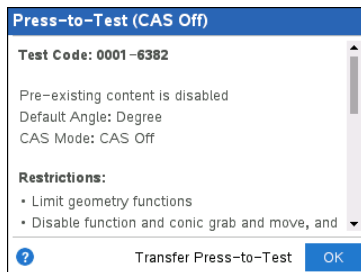 Press-to-Test (CAS Off)
Test Code: 0001-6382
Pre-existing content is disabled
Default Angle: Degree
CAS Mode: CAS Off
Restrictions:
• Limit geometry functions
• Disable function and conic grab and move, and
? Transfer Press-to-Test OK